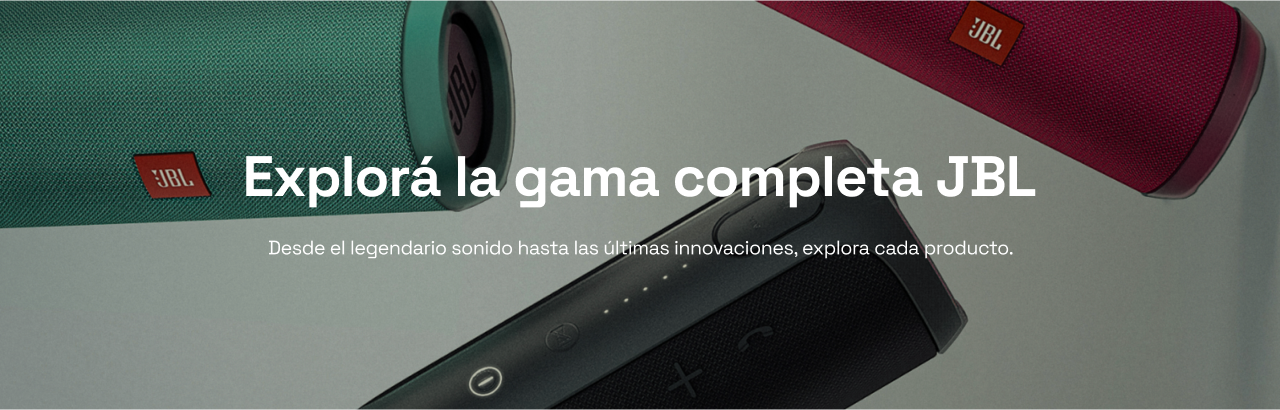 JBL
JBL
JBL
Explorá la gama completa JBL
Desde el legendario sonido hasta las últimas innovaciones, explora cada producto.